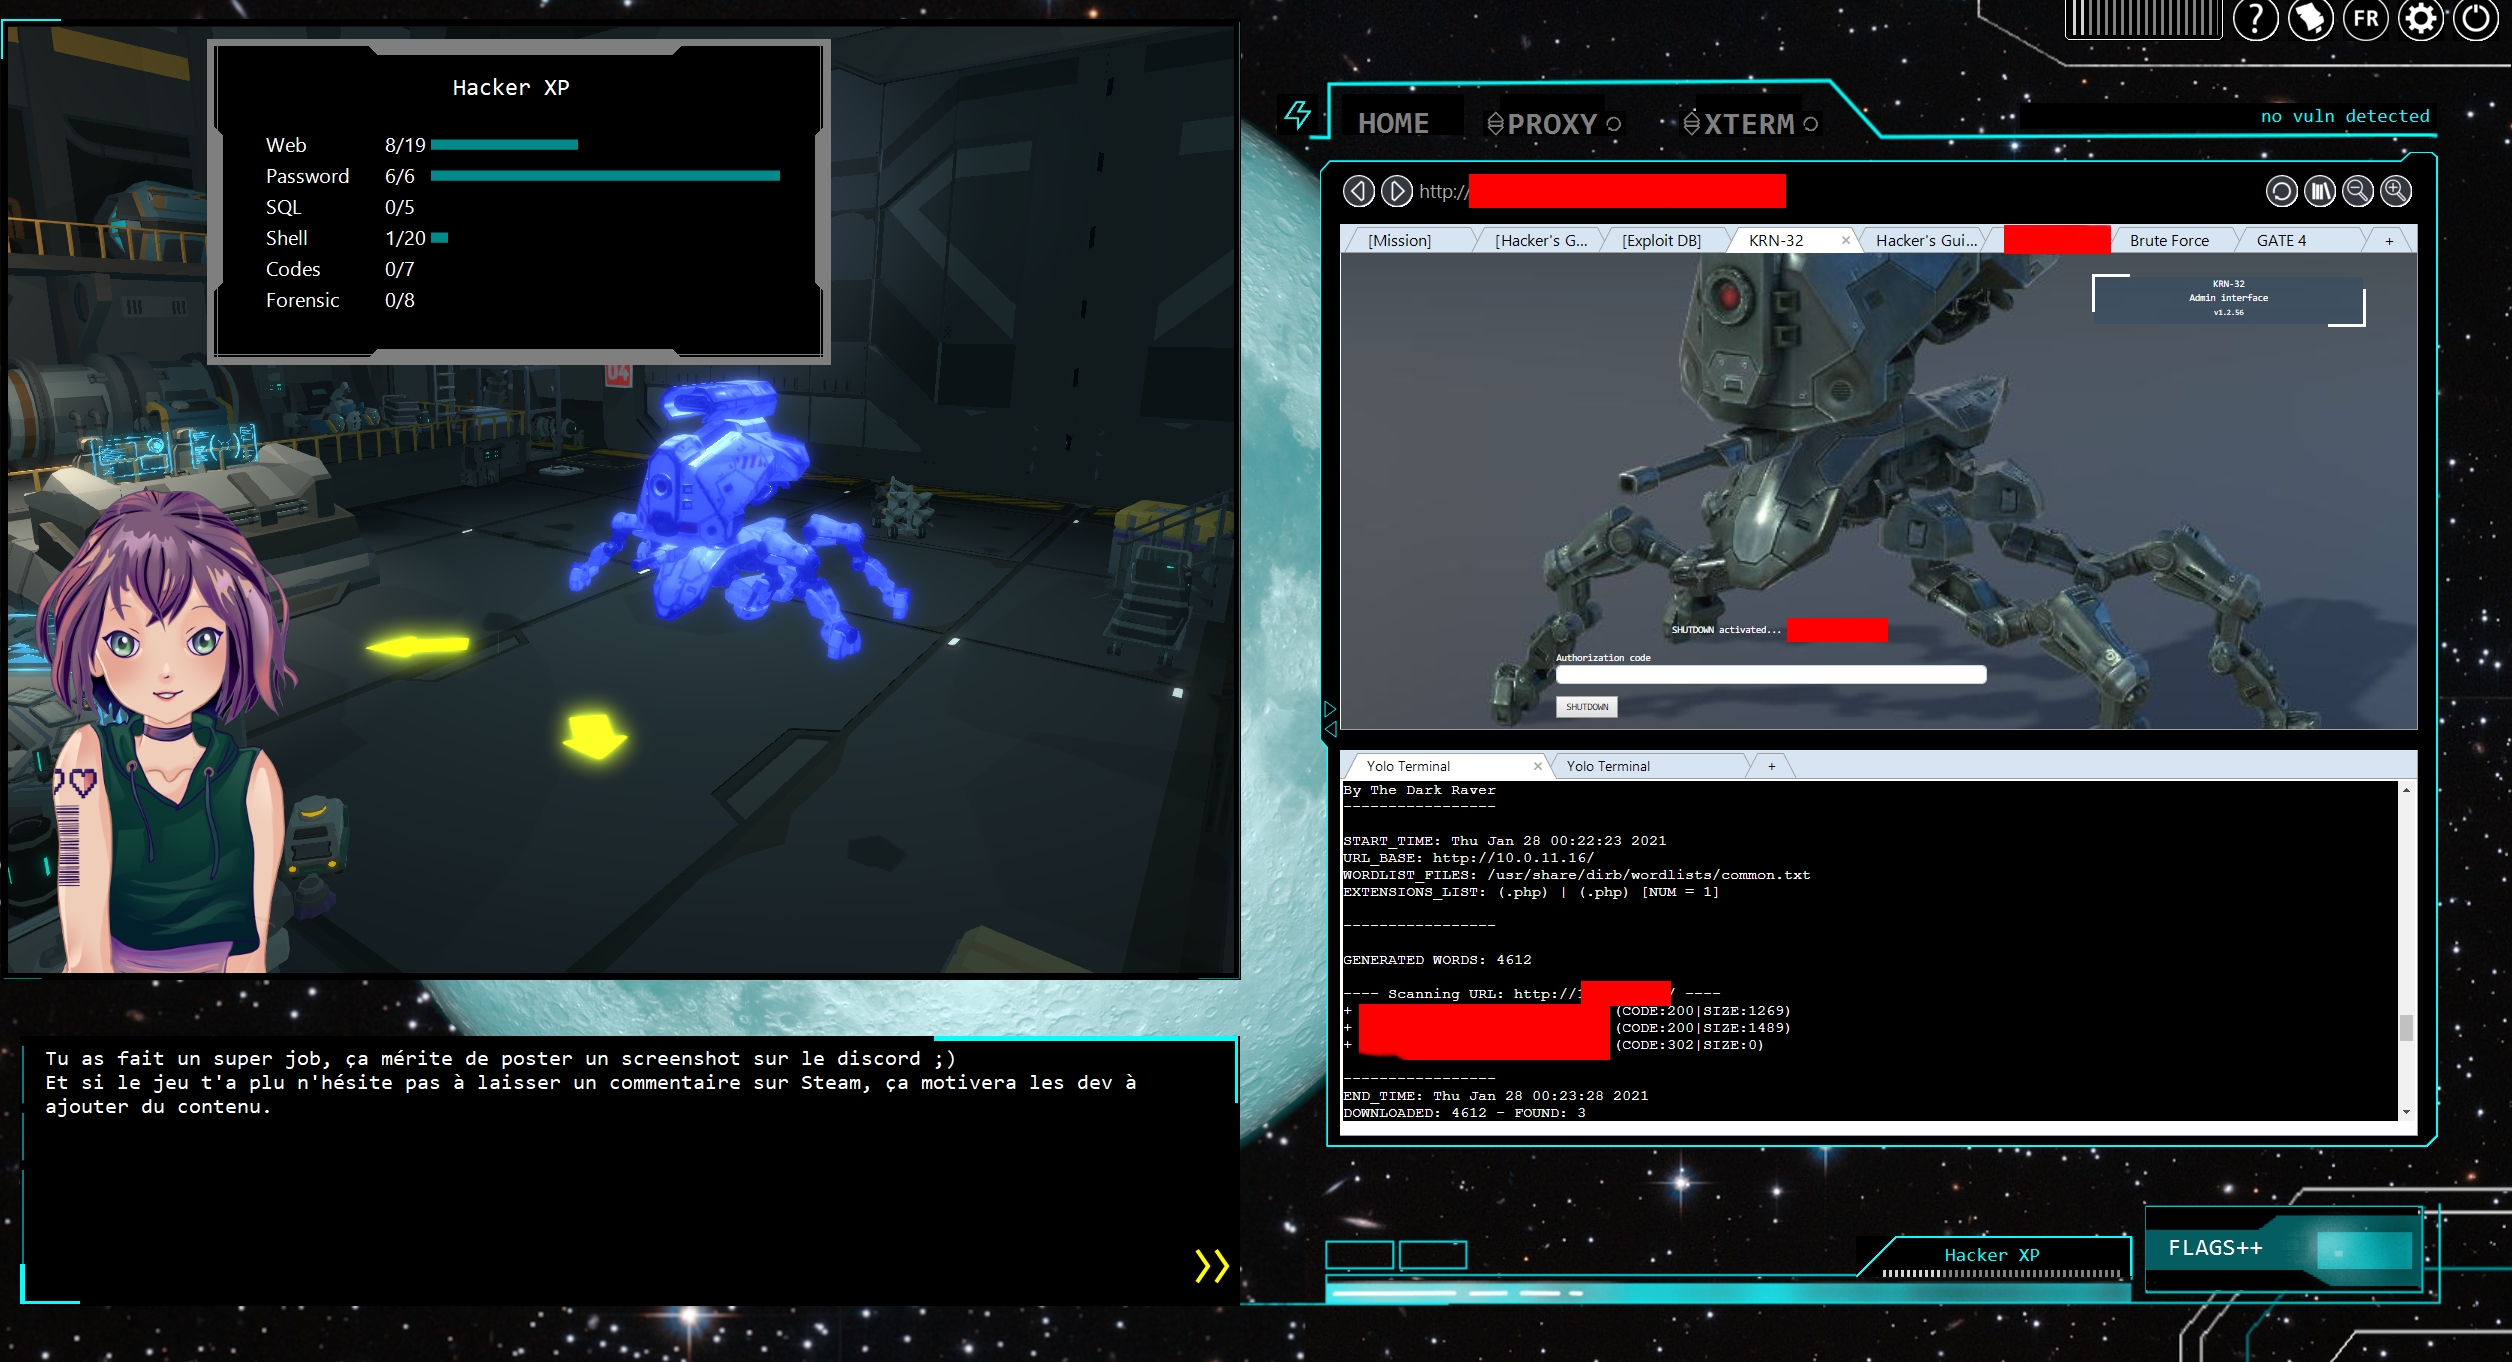 Hacker XP
Web 8/19
Password 6/6
SQL 0/5
Shell 1/20
Codes 0/7
Forensic 0/8
04
Tu as fait un super job, ça mérite de poster un screenshot sur le discord ;)
Et si le jeu t'a plu n'hésite pas à laisser un commentaire sur Steam, ça motivera les dev à
ajouter du contenu.
? FR
HOME PROXY XTERM
no vuln detected
http://
[Mission] [Hacker's G... [Exploit DB] KRN-32 × Hacker's Gui... Brute Force GATE 4 +
KRN-32
Admin interface
v1.2.56
SHUTDOWN activated...
Authorization code
SHUTDOWN
Yolo Terminal × Yolo Terminal +
By The Dark Raver
-----------------
START_TIME: Thu Jan 28 00:22:23 2021
URL_BASE: http://10.0.11.16/
WORDLIST_FILES: /usr/share/dirb/wordlists/common.txt
EXTENSIONS_LIST: (.php) | (.php) [NUM = 1]
-----------------
GENERATED WORDS: 4612
---- Scanning URL: http:// / ----
+ (CODE:200|SIZE:1269)
+ (CODE:200|SIZE:1489)
+ (CODE:302|SIZE:0)
-----------------
END_TIME: Thu Jan 28 00:23:28 2021
DOWNLOADED: 4612 - FOUND: 3
Hacker XP
FLAGS++